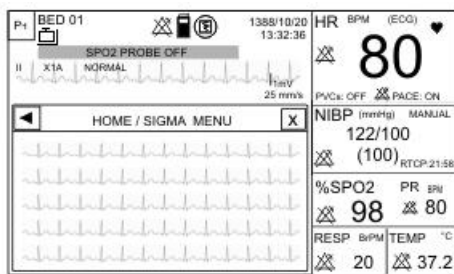 P1 BED 01 1388/10/20
13:32:36
SPO2 PROBE OFF
II X1A NORMAL
1mV
25 mm/s
HOME / SIGMA MENU X
HR BPM (ECG)
80
PVCs: OFF PACE: ON
NIBP (mmHg) MANUAL
122/100
(100) RTCP:21:58
%SPO2 PR BPM
98 80
RESP BrPM TEMP °C
20 37.2